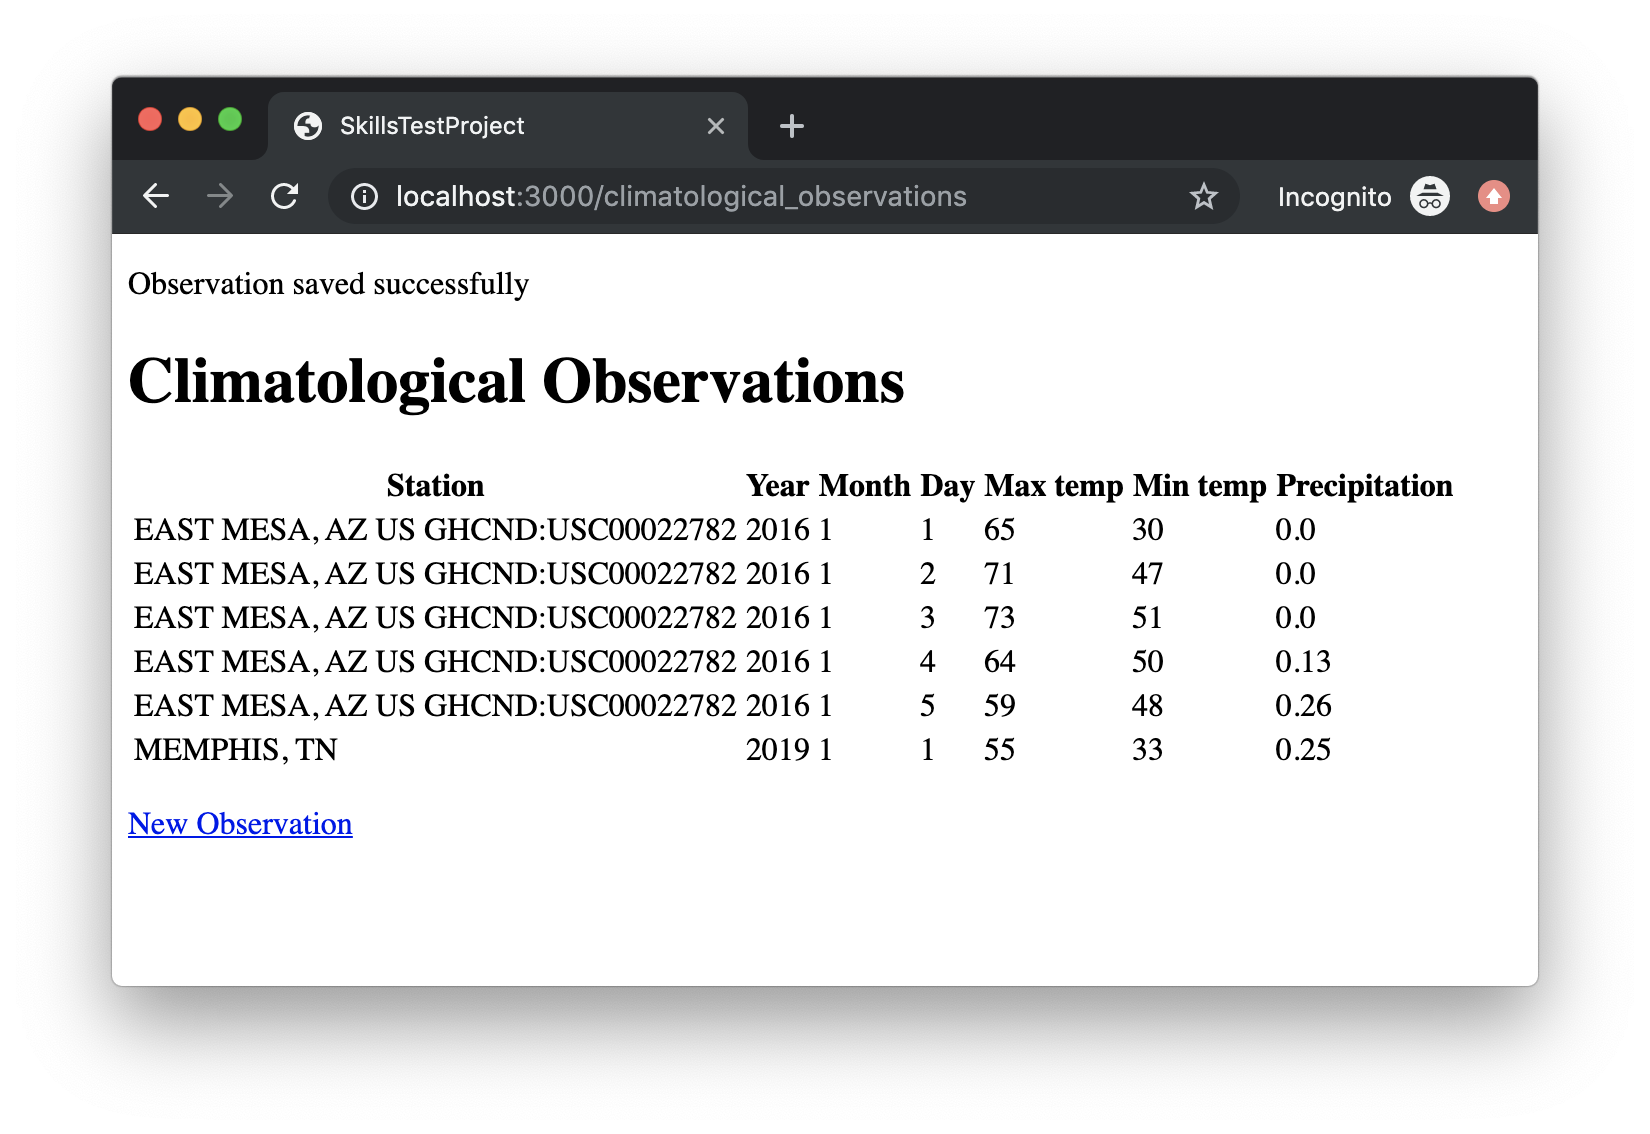 SkillsTestProject
localhost:3000/climatological_observations
Incognito
Observation saved successfully
Climatological Observations
Station Year Month Day Max temp Min temp Precipitation
EAST MESA, AZ US GHCND:USC00022782 2016 1 1 65 30 0.0
EAST MESA, AZ US GHCND:USC00022782 2016 1 2 71 47 0.0
EAST MESA, AZ US GHCND:USC00022782 2016 1 3 73 51 0.0
EAST MESA, AZ US GHCND:USC00022782 2016 1 4 64 50 0.13
EAST MESA, AZ US GHCND:USC00022782 2016 1 5 59 48 0.26
MEMPHIS, TN 2019 1 1 55 33 0.25
New Observation